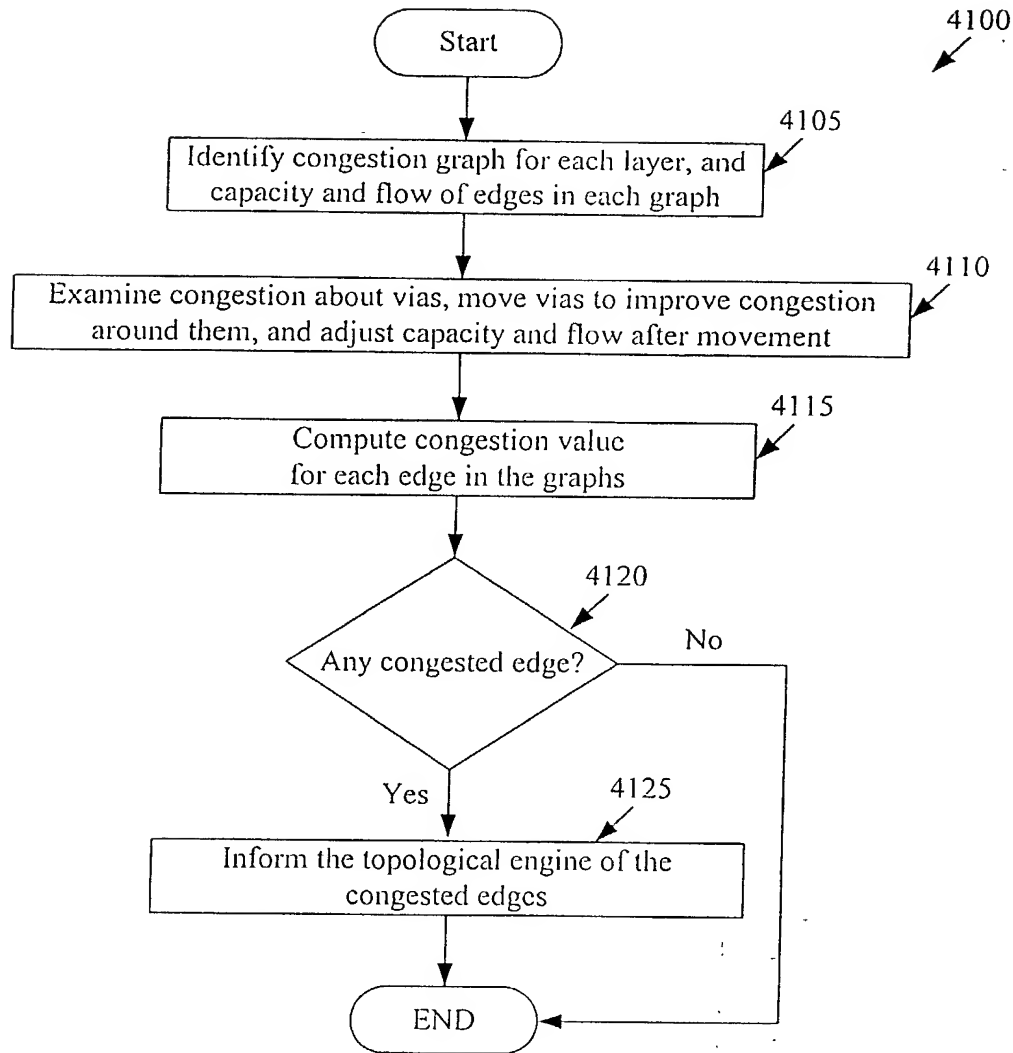 4100
Start
4105
Identify congestion graph for each layer, and
capacity and flow of edges in each graph
4110
Examine congestion about vias, move vias to improve congestion
around them, and adjust capacity and flow after movement
4115
Compute congestion value
for each edge in the graphs
4120
Any congested edge?
No
Yes
4125
Inform the topological engine of the
congested edges
END